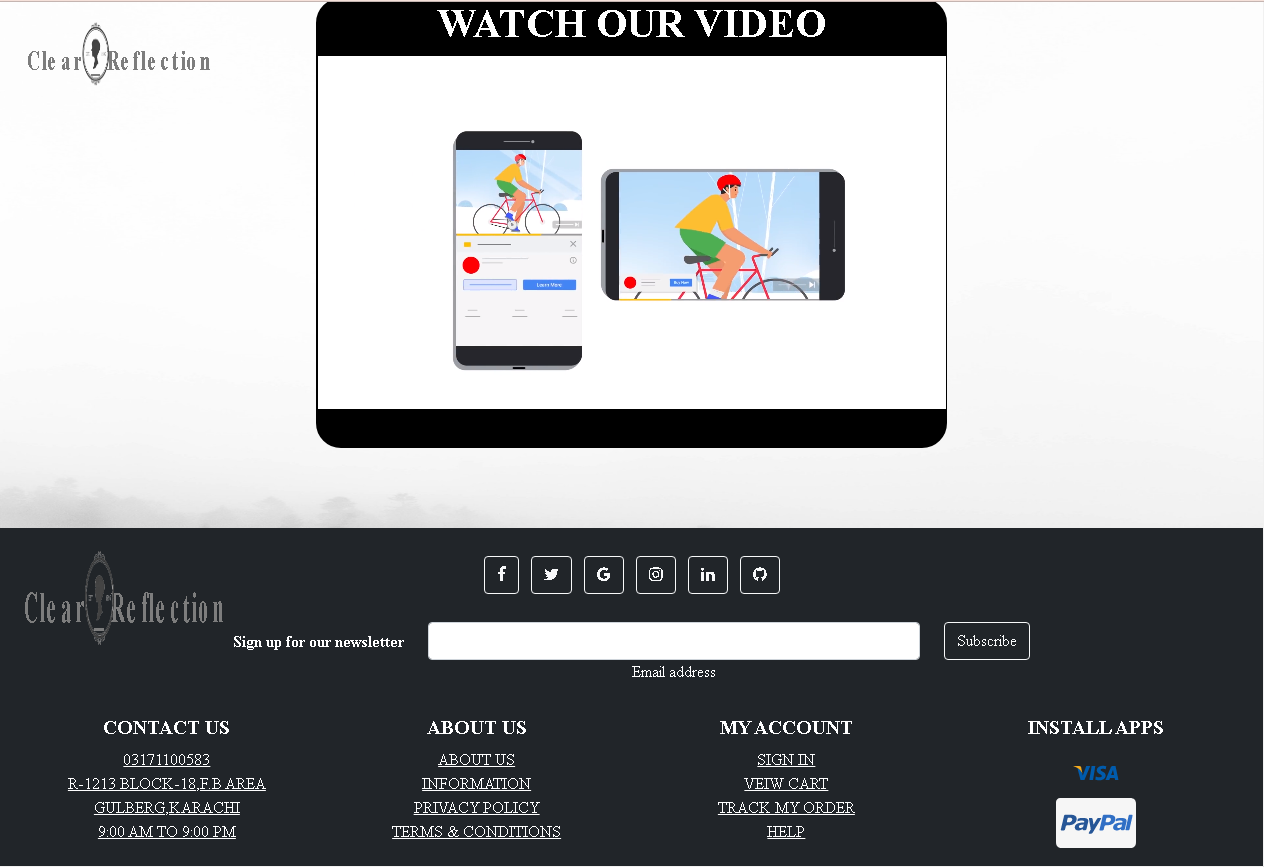 WATCH OUR VIDEO
Clear Reflection
Learn More
Buy Now
Clear Reflection
Sign up for our newsletter
Subscribe
Email address
CONTACT US
03171100583
R-1213 BLOCK-18,F.B AREA
GULBERG,KARACHI
9:00 AM TO 9:00 PM
ABOUT US
ABOUT US
INFORMATION
PRIVACY POLICY
TERMS & CONDITIONS
MY ACCOUNT
SIGN IN
VEIW CART
TRACK MY ORDER
HELP
INSTALL APPS
VISA
PayPal